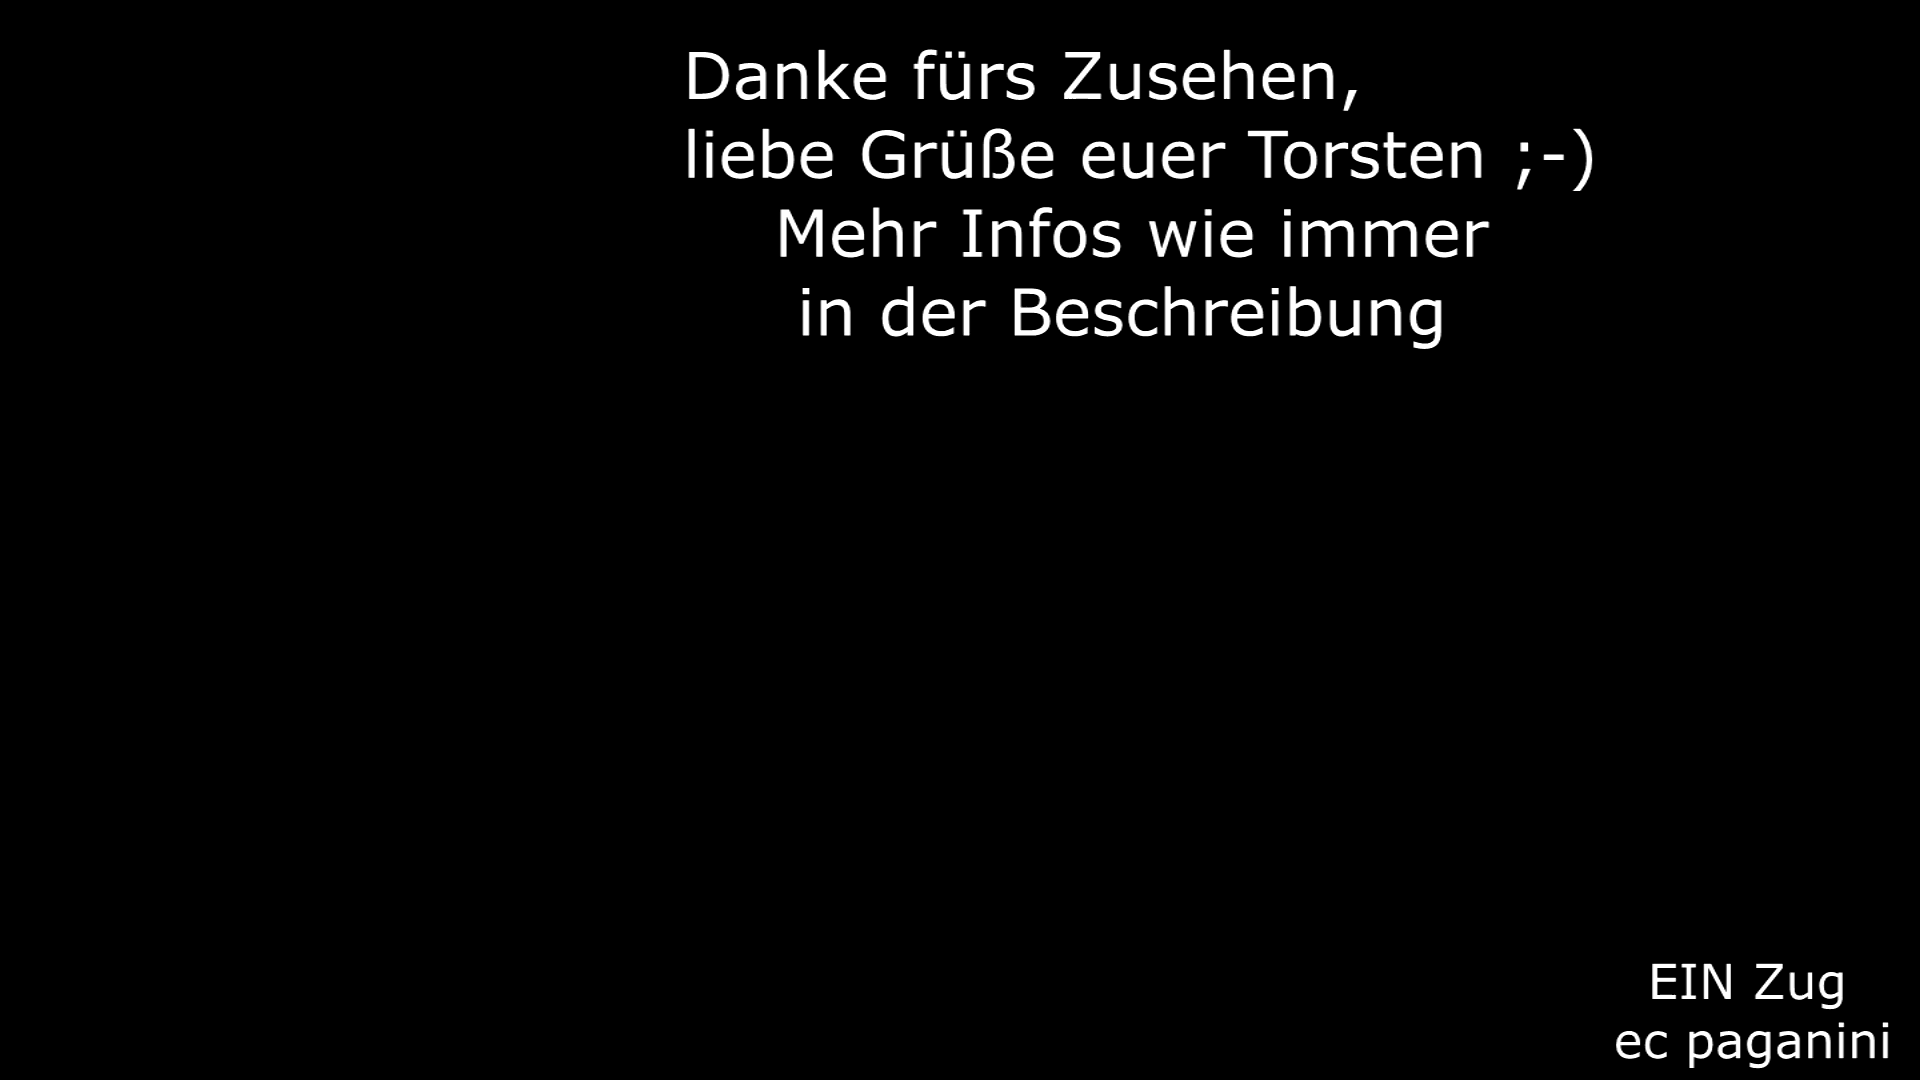 Danke fürs Zusehen,
liebe Grüße euer Torsten ;-)
Mehr Infos wie immer
in der Beschreibung
EIN Zug
ec paganini